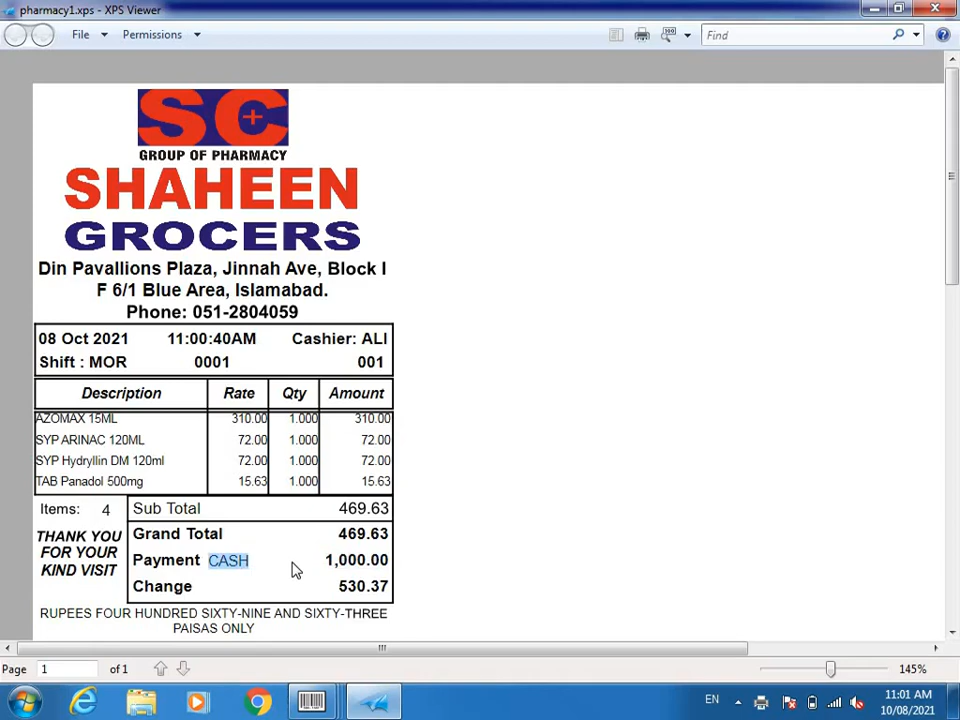 pharmacy1.xps - XPS Viewer
File Permissions
100
Find
SC
GROUP OF PHARMACY
SHAHEEN
GROCERS
Din Pavallions Plaza, Jinnah Ave, Block I
F 6/1 Blue Area, Islamabad.
Phone: 051-2804059
08 Oct 2021 11:00:40AM Cashier: ALI
Shift : MOR 0001 001
Description Rate Qty Amount
AZOMAX 15ML 310.00 1.000 310.00
SYP ARINAC 120ML 72.00 1.000 72.00
SYP Hydryllin DM 120ml 72.00 1.000 72.00
TAB Panadol 500mg 15.63 1.000 15.63
Items: 4 Sub Total 469.63
THANK YOU
FOR YOUR
KIND VISIT
Grand Total 469.63
Payment CASH 1,000.00
Change 530.37
RUPEES FOUR HUNDRED SIXTY-NINE AND SIXTY-THREE
PAISAS ONLY
Page 1 of 1 145%
EN 11:01 AM
10/08/2021